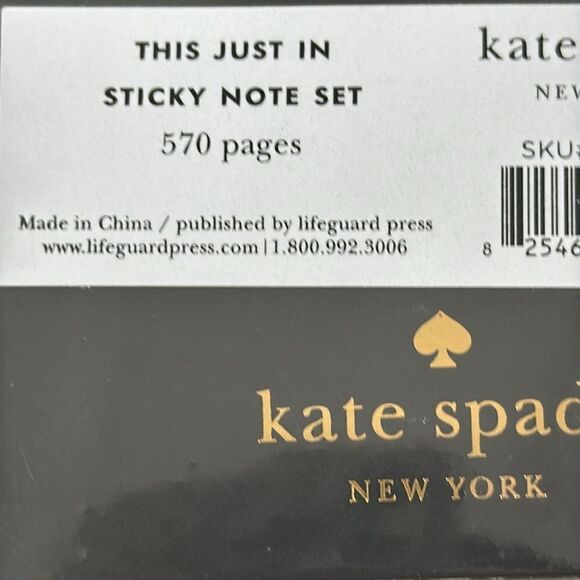 THIS JUST IN
STICKY NOTE SET
570 pages
Made in China / published by lifeguard press
www.lifeguardpress.com | 1.800.992.3006
kate
NEW
SKU#
8 2546
kate spad
NEW YORK